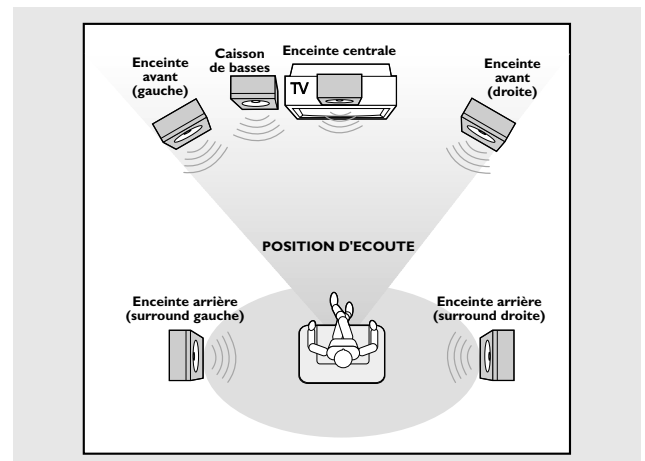 Enceinte
avant
(gauche)
Caisson
de basses
Enceinte centrale
Enceinte
avant
(droite)
TV
POSITION D'ECOUTE
Enceinte arrière
(surround gauche)
Enceinte arrière
(surround droite)